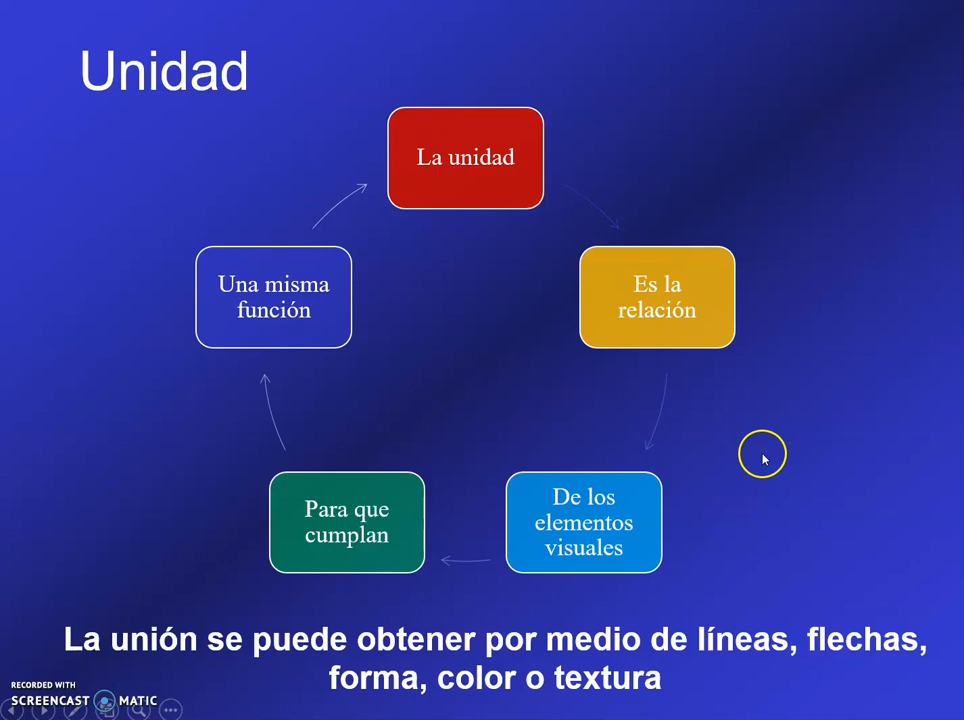 Unidad
La unidad
Es la
relación
De los
elementos
visuales
Para que
cumplan
Una misma
función
La unión se puede obtener por medio de líneas, flechas,
forma, color o textura
RECORDED WITH
SCREENCAST MATIC